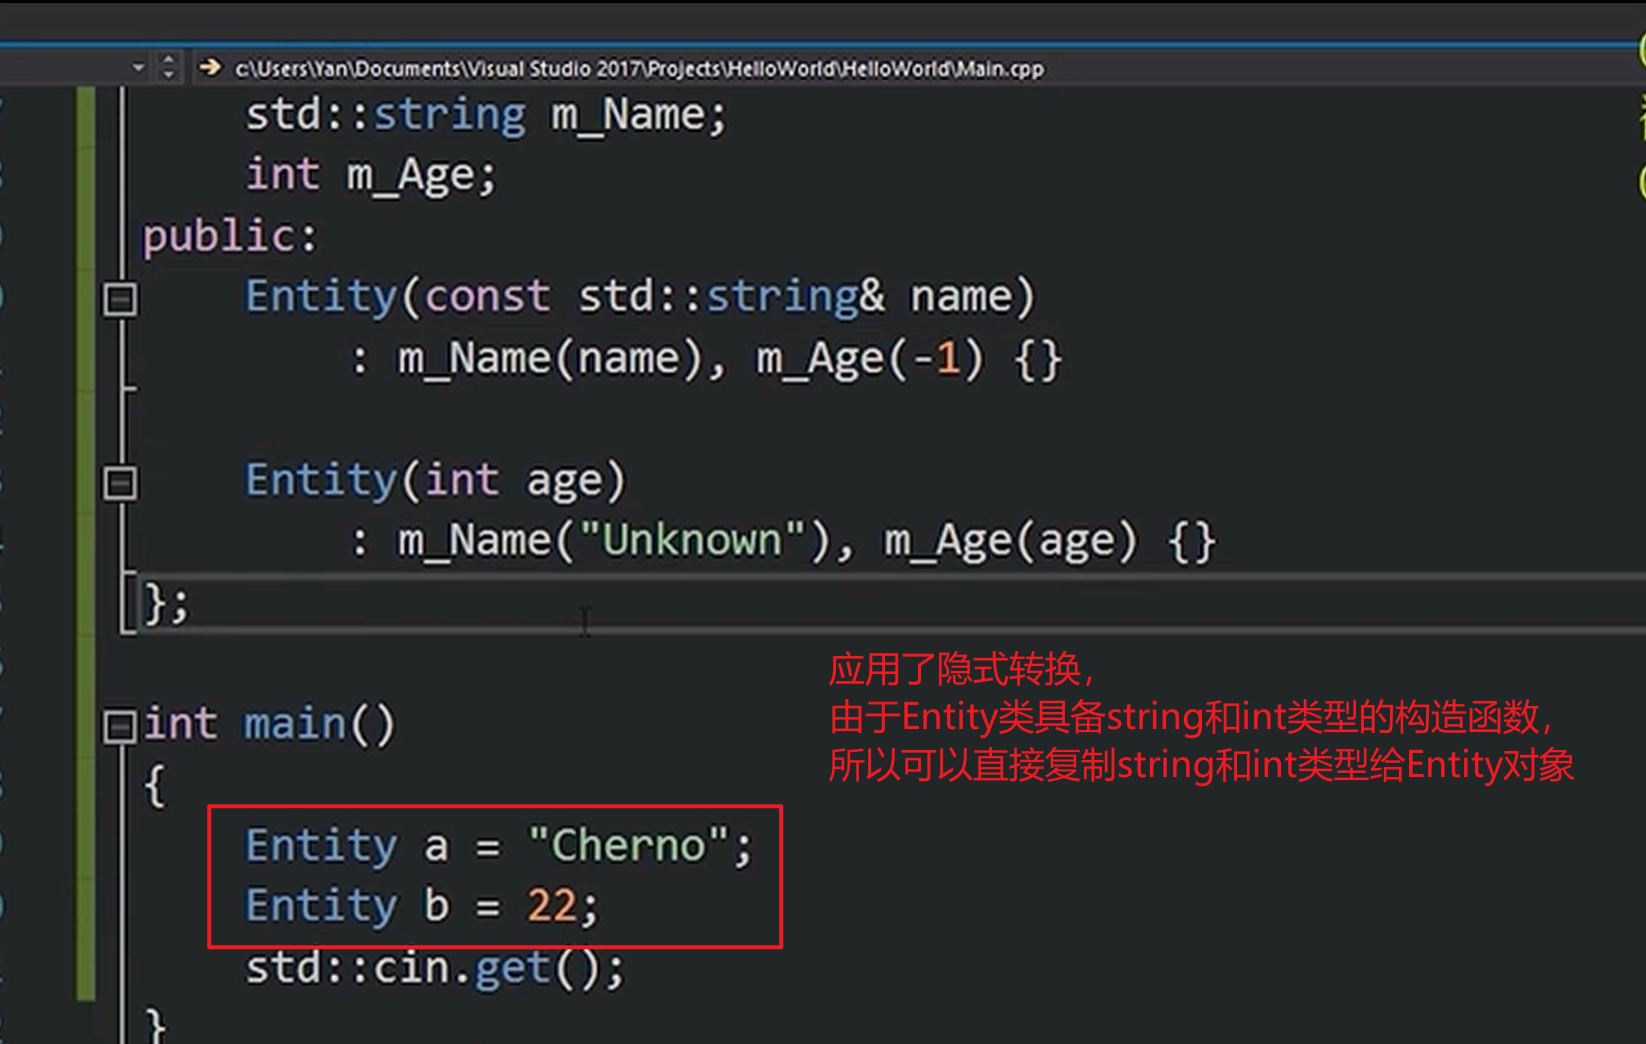 c:\Users\Yan\Documents\Visual Studio 2017\Projects\HelloWorld\HelloWorld\Main.cpp
std::string m_Name;
int m_Age;
public:
Entity(const std::string& name)
: m_Name(name), m_Age(-1) {}
Entity(int age)
: m_Name("Unknown"), m_Age(age) {}
};
应用了隐式转换，
由于Entity类具备string和int类型的构造函数，
所以可以直接复制string和int类型给Entity对象
int main()
{
Entity a = "Cherno";
Entity b = 22;
std::cin.get();
}